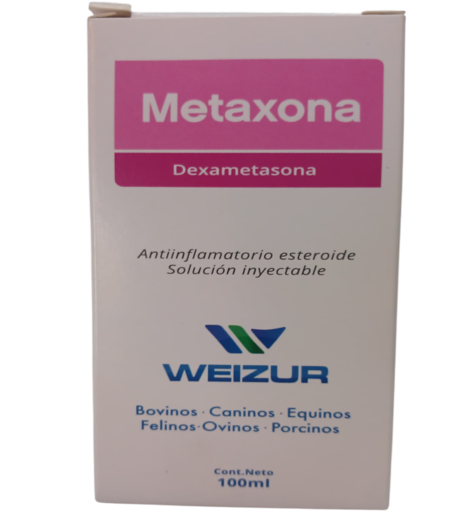 Metaxona
Dexametasona
Antiinflamatorio esteroide
Solución inyectable
WEIZUR
Bovinos · Caninos · Equinos
Felinos·Ovinos · Porcinos
Cont.Neto
100ml